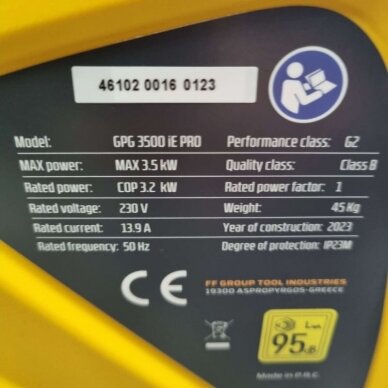 46102 0016 0123
Model: GPG 3500 iE PRO Performance class: G2
MAX power: MAX 3.5 kW Quality class: Class B
Rated power: COP 3.2 kW Rated power factor: 1
Rated voltage: 230 V Weight: 45 Kg
Rated current: 13.9 A Year of construction: 2023
Rated frequency: 50 Hz Degree of protection: IP23M
CE
FF GROUP TOOL INDUSTRIES
19300 ASPROPYRGOS-GREECE
LWA
95dB
Made in P.R.C.